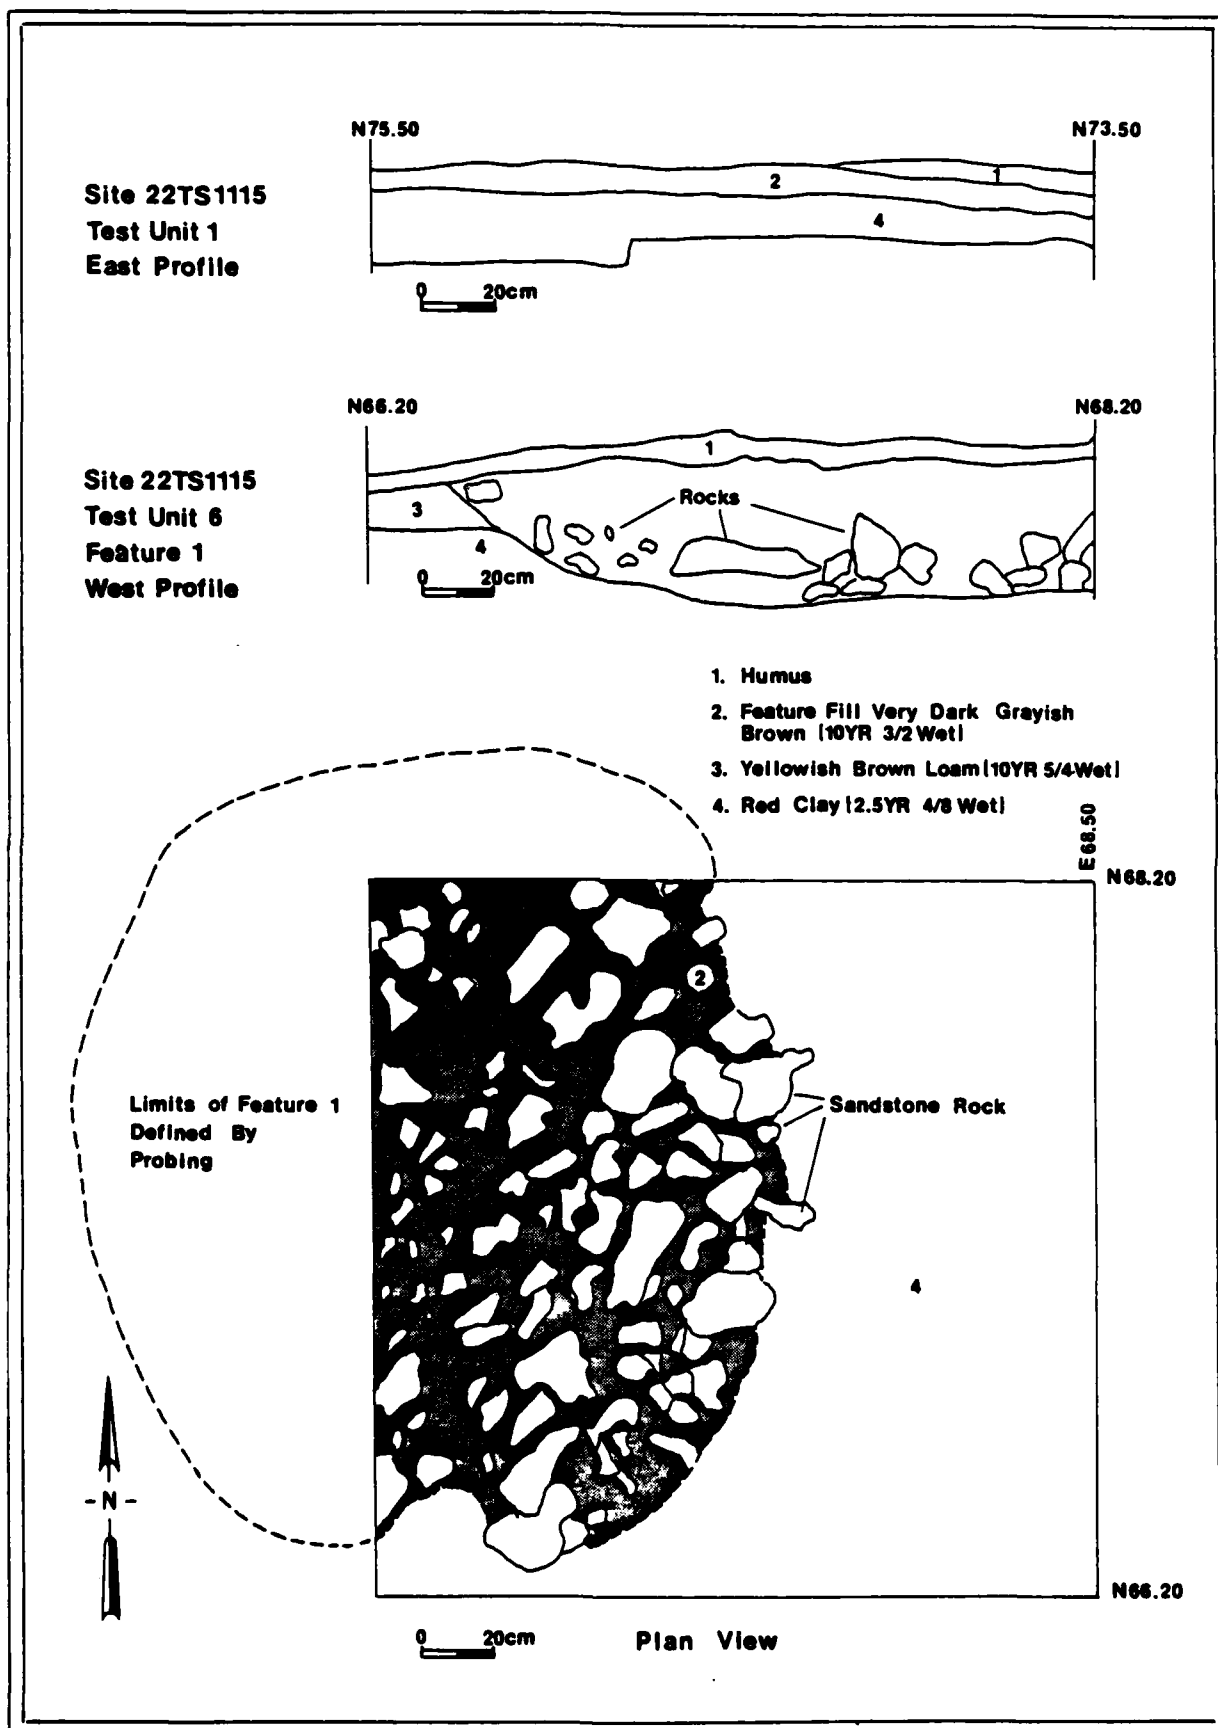 N75.50
N73.50
Site 22TS1115
Test Unit 1
East Profile
1
2
4
0 20cm
N66.20
N68.20
Site 22TS1115
Test Unit 6
Feature 1
West Profile
1
Rocks
3
4
0 20cm
1. Humus
2. Feature Fill Very Dark Grayish
Brown [10YR 3/2 Wet]
3. Yellowish Brown Loam [10YR 5/4 Wet]
4. Red Clay [2.5YR 4/8 Wet]
E 68.50
N68.20
2
Limits of Feature 1
Defined By
Probing
Sandstone Rock
4
-N-
N66.20
0 20cm
Plan View